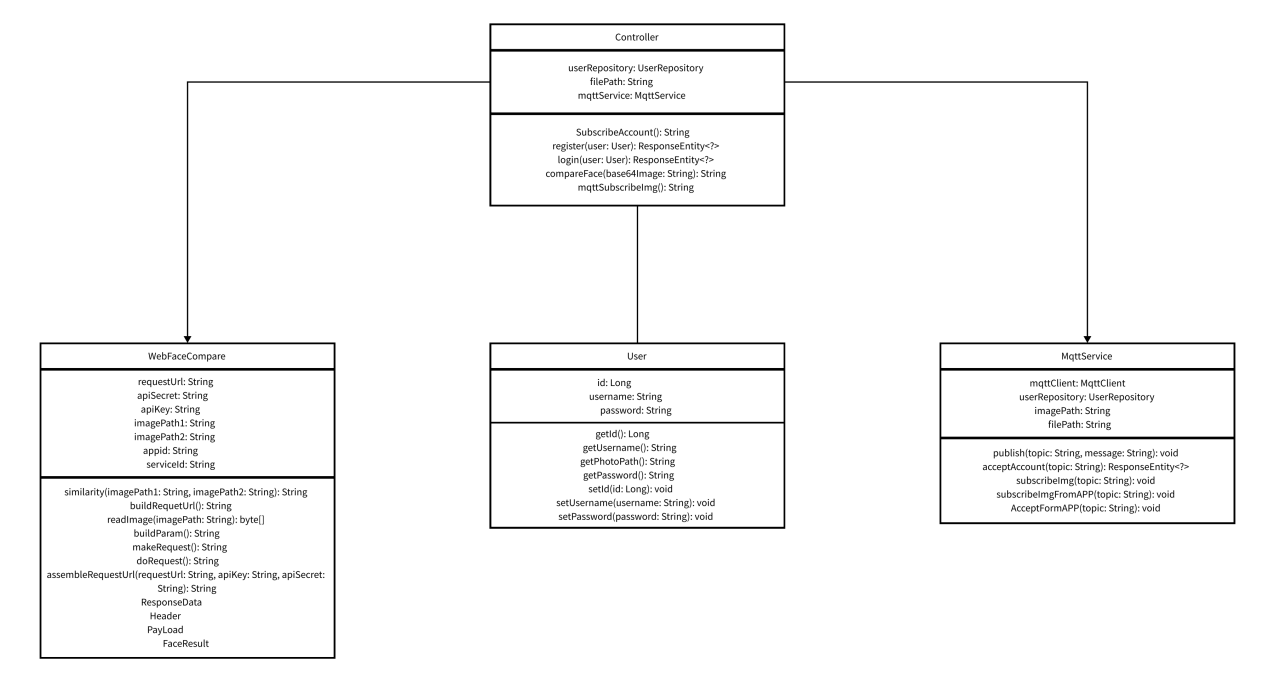 Controller
userRepository: UserRepository
filePath: String
mqttService: MqttService
SubscribeAccount(): String
register(user: User): ResponseEntity<?>
login(user: User): ResponseEntity<?>
compareFace(base64Image: String): String
mqttSubscribeImg(): String
WebFaceCompare
requestUrl: String
apiSecret: String
apiKey: String
imagePath1: String
imagePath2: String
appid: String
serviceId: String
similarity(imagePath1: String, imagePath2: String): String
buildRequetUrl(): String
readImage(imagePath: String): byte[]
buildParam(): String
makeRequest(): String
doRequest(): String
assembleRequestUrl(requestUrl: String, apiKey: String, apiSecret:
String): String
ResponseData
Header
PayLoad
FaceResult
User
id: Long
username: String
password: String
getId(): Long
getUsername(): String
getPhotoPath(): String
getPassword(): String
setId(id: Long): void
setUsername(username: String): void
setPassword(password: String): void
MqttService
mqttClient: MqttClient
userRepository: UserRepository
imagePath: String
filePath: String
publish(topic: String, message: String): void
acceptAccount(topic: String): ResponseEntity<?>
subscribeImg(topic: String): void
subscribeImgFromAPP(topic: String): void
AcceptFormAPP(topic: String): void